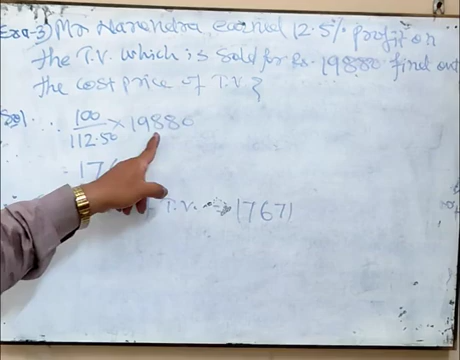 Exa-3) Mr Narendra earned 12.5% profit on
the T.V. which is sold for Rs. 19880 find out
the cost price of T.V?
Sol. 100/112.50 × 19880
= 17
T.V. → 17671